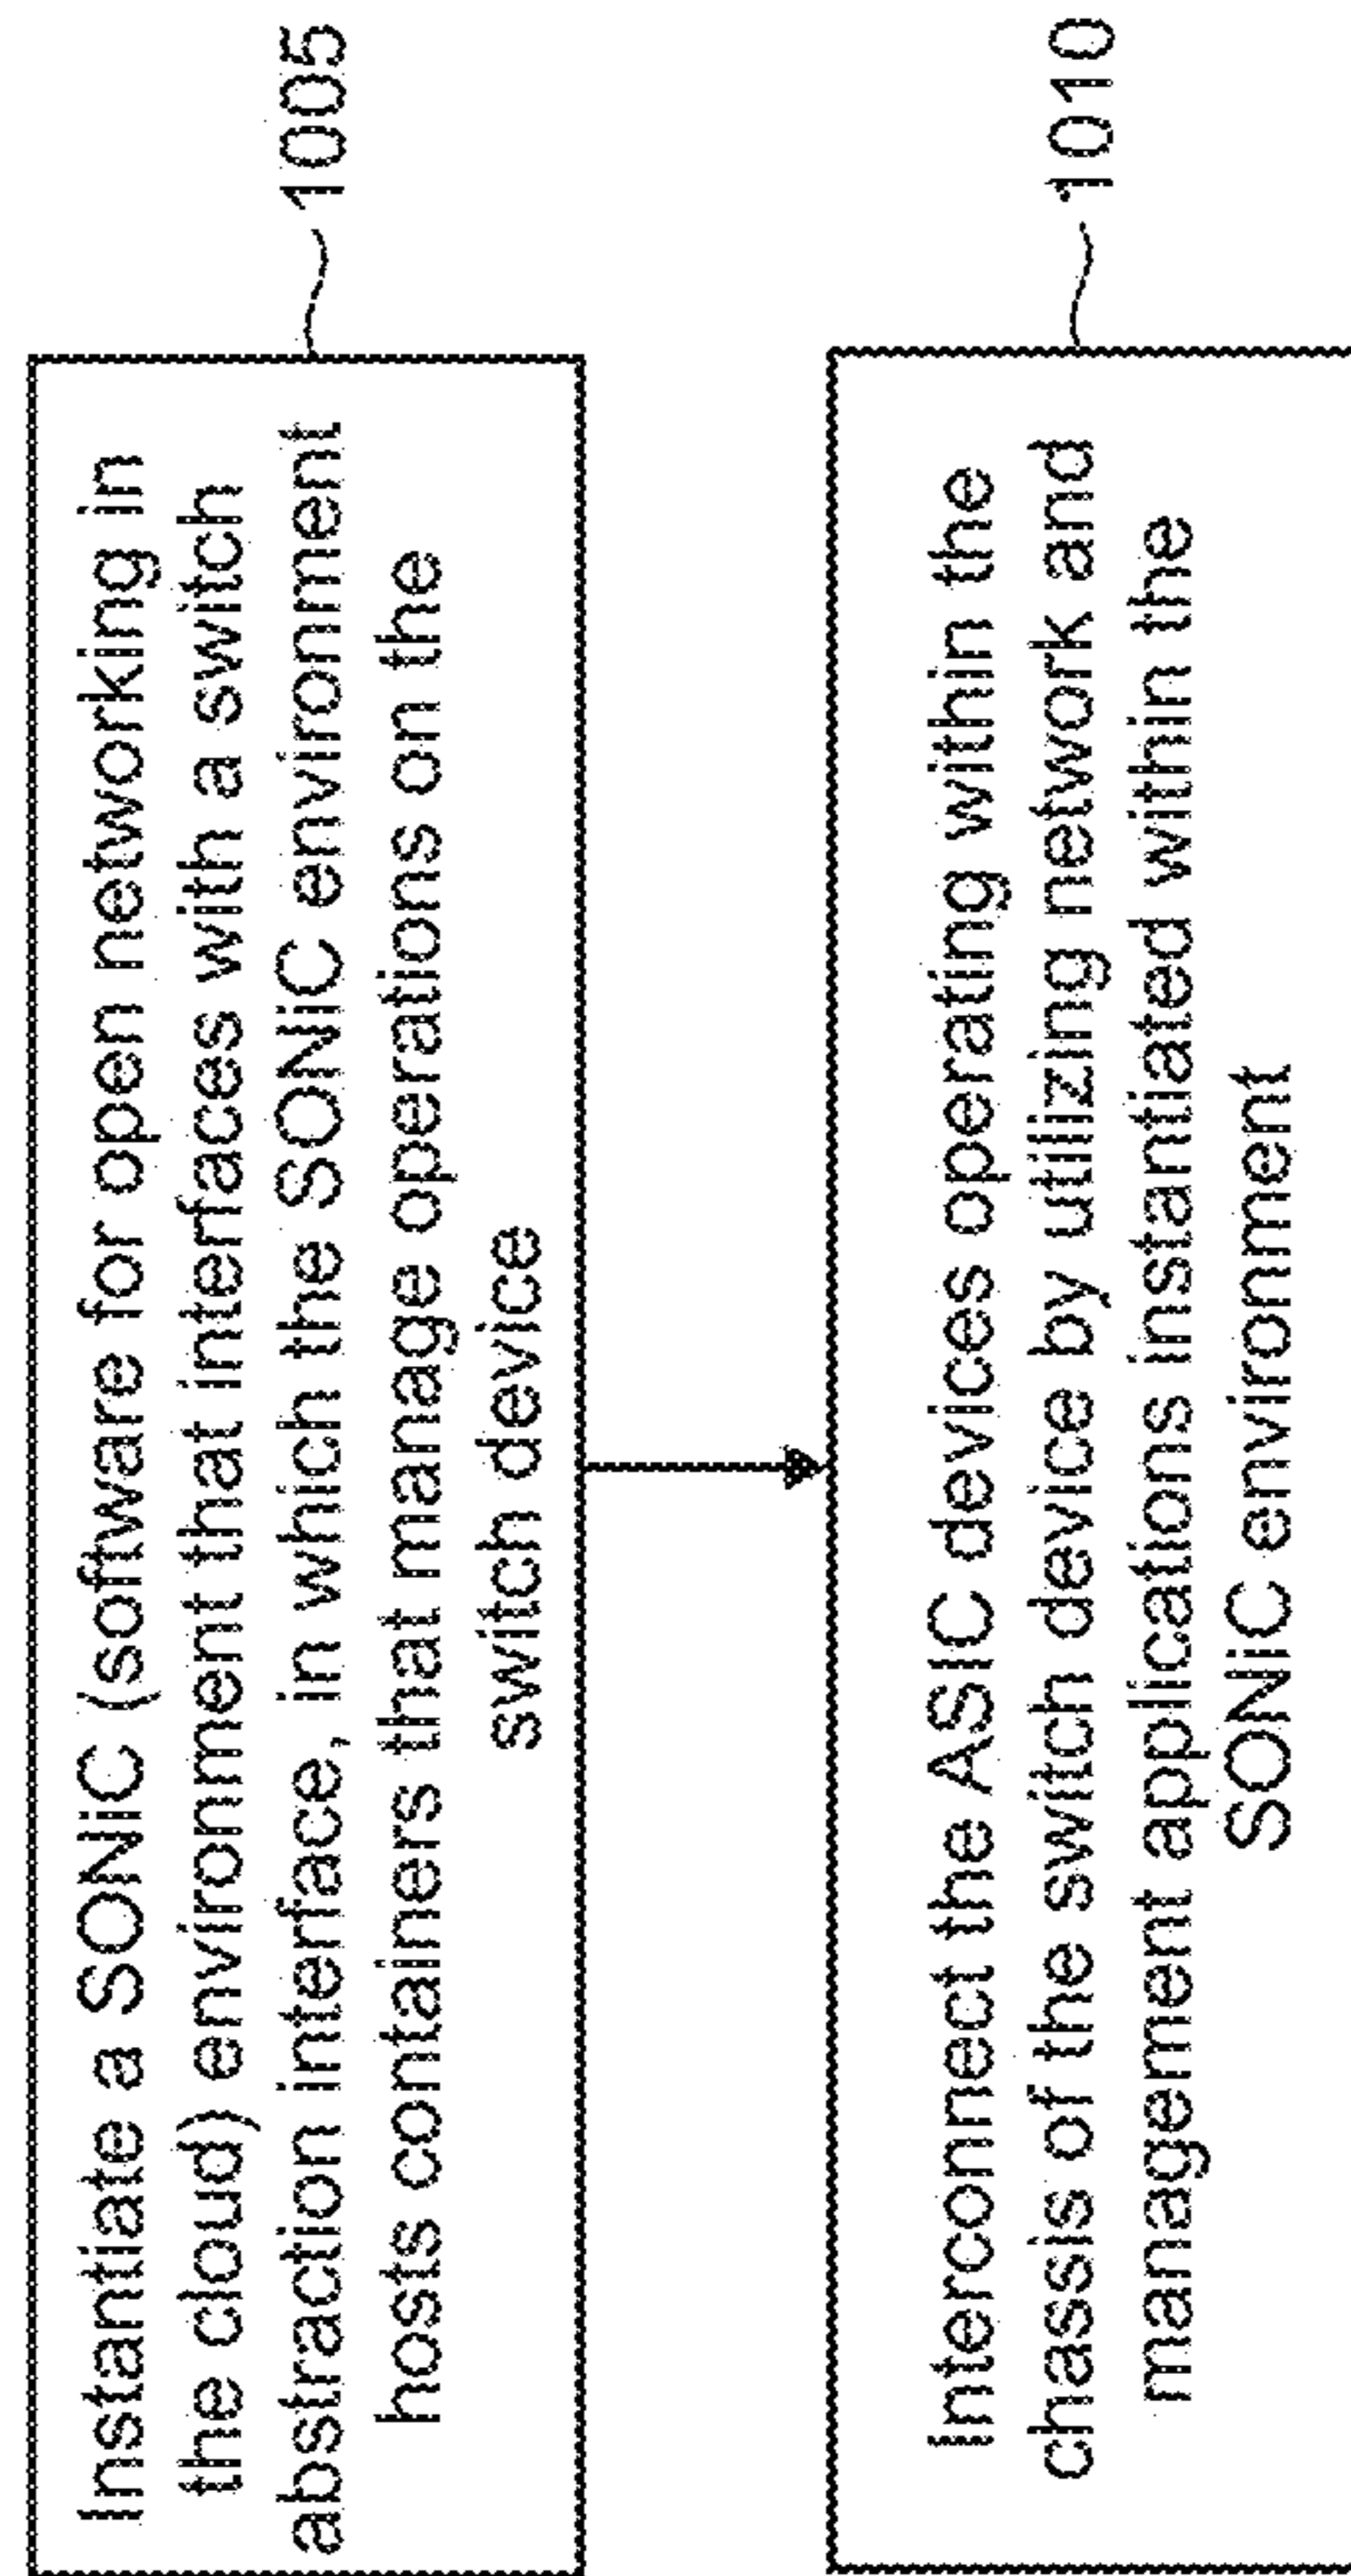 Instantiate a SONiC (software for open networking in
the cloud) environment that interfaces with a switch
abstraction interface, in which the SONiC environment
hosts containers that manage operations on the
switch device
1005
Interconnect the ASIC devices operating within the
chassis of the switch device by utilizing network and
management applications instantiated within the
SONiC environment
1010